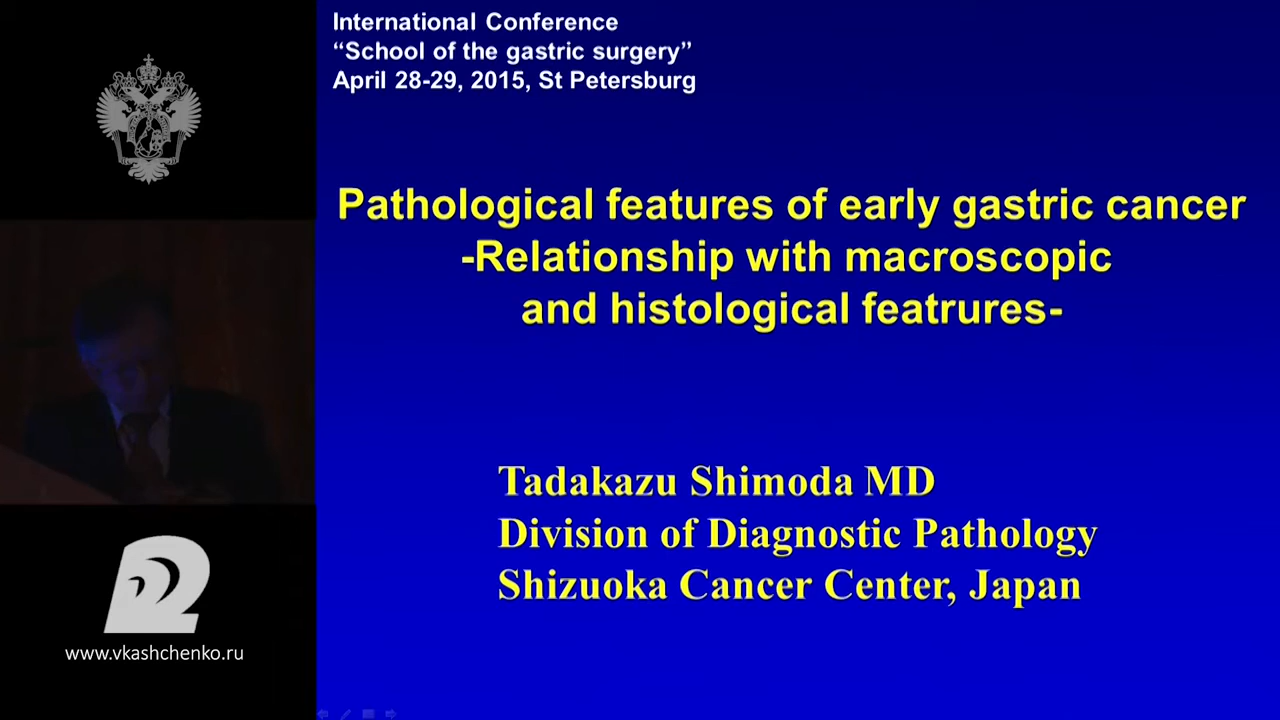 International Conference
“School of the gastric surgery”
April 28-29, 2015, St Petersburg
Pathological features of early gastric cancer
-Relationship with macroscopic
and histological featrures-
Tadakazu Shimoda MD
Division of Diagnostic Pathology
Shizuoka Cancer Center, Japan
www.vkashchenko.ru